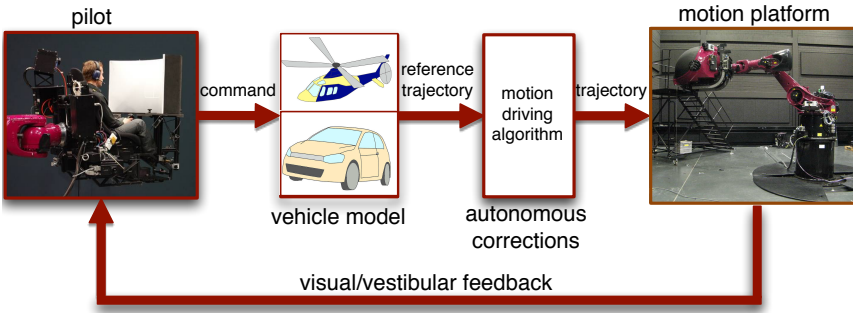 pilot
motion platform
command
reference
trajectory
motion
driving
algorithm
trajectory
vehicle model
autonomous
corrections
visual/vestibular feedback